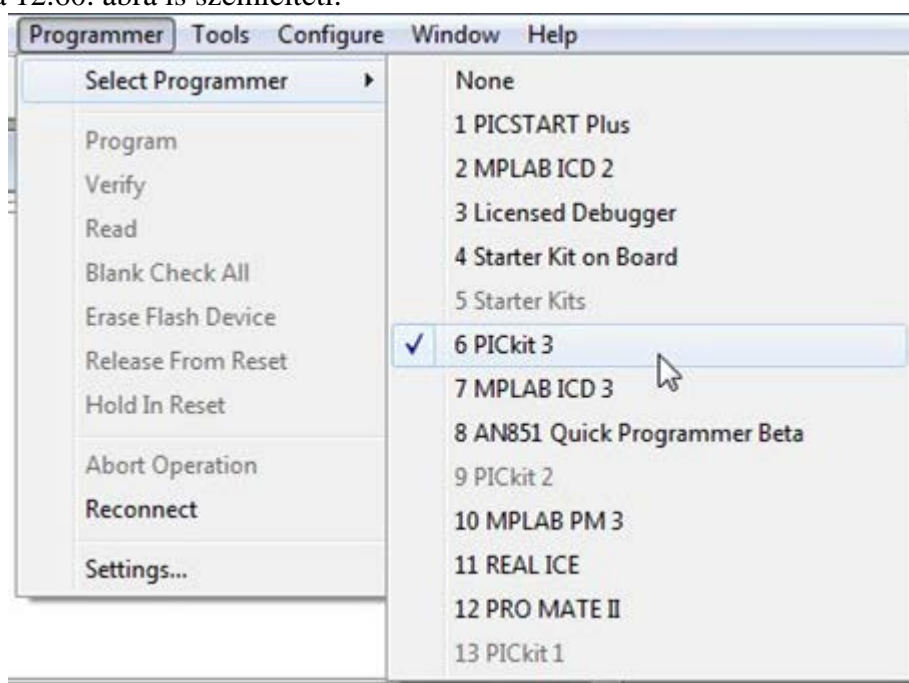 12.60. ábra is szemlélteti.
Programmer Tools Configure Window Help
Select Programmer
Program
Verify
Read
Blank Check All
Erase Flash Device
Release From Reset
Hold In Reset
Abort Operation
Reconnect
Settings...
None
1 PICSTART Plus
2 MPLAB ICD 2
3 Licensed Debugger
4 Starter Kit on Board
5 Starter Kits
6 PICkit 3
7 MPLAB ICD 3
8 AN851 Quick Programmer Beta
9 PICkit 2
10 MPLAB PM 3
11 REAL ICE
12 PRO MATE II
13 PICkit 1